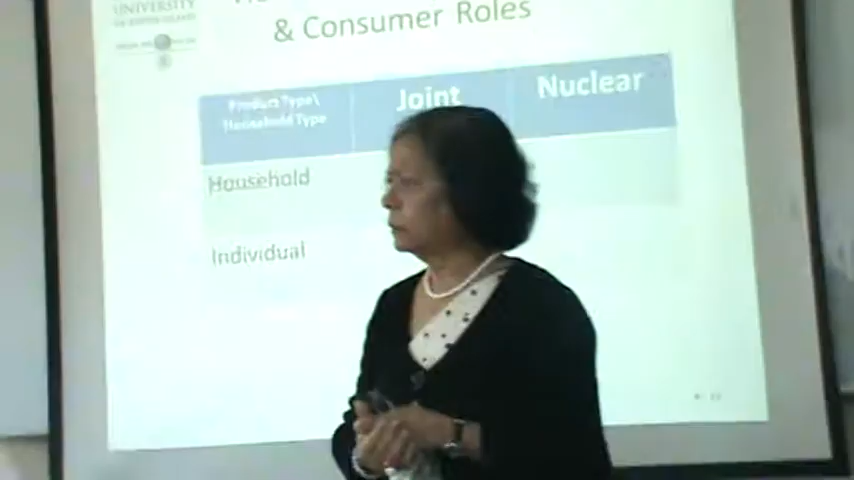 UNIVERSITY
& Consumer Roles
Product Type\
Household Type
Joint
Nuclear
Household
Individual